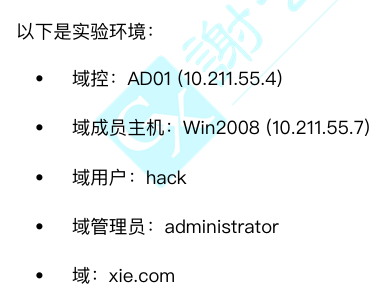 以下是实验环境：
• 域控：AD01 (10.211.55.4)
• 域成员主机：Win2008 (10.211.55.7)
• 域用户：hack
• 域管理员：administrator
• 域：xie.com